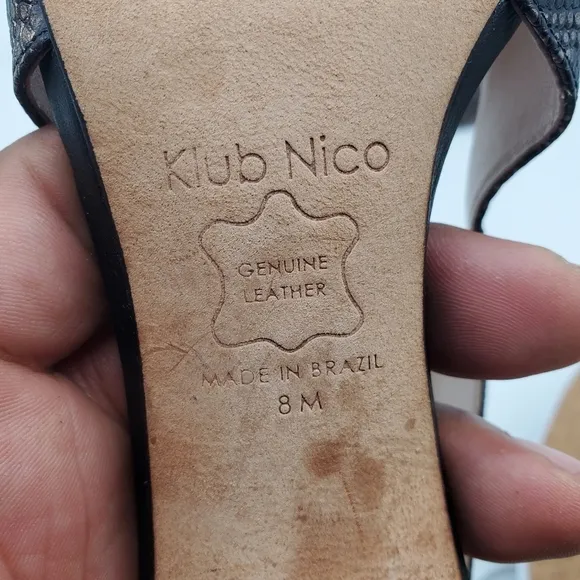 Klub Nico
GENUINE
LEATHER
MADE IN BRAZIL
8 M